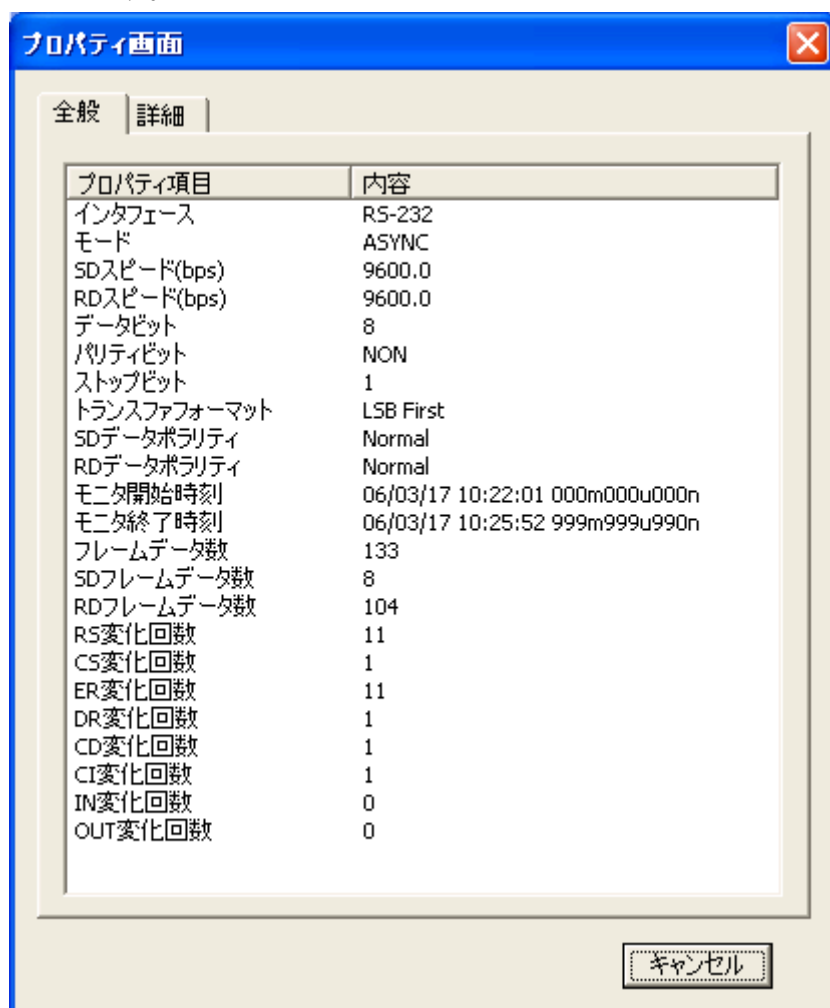 プロパティ画面
全般 詳細
プロパティ項目 内容
インタフェース RS-232
モード ASYNC
SDスピード(bps) 9600.0
RDスピード(bps) 9600.0
データビット 8
パリティビット NON
ストップビット 1
トランスファフォーマット LSB First
SDデータポラリティ Normal
RDデータポラリティ Normal
モニタ開始時刻 06/03/17 10:22:01 000m000u000n
モニタ終了時刻 06/03/17 10:25:52 999m999u990n
フレームデータ数 133
SDフレームデータ数 8
RDフレームデータ数 104
RS変化回数 11
CS変化回数 1
ER変化回数 11
DR変化回数 1
CD変化回数 1
CI変化回数 1
IN変化回数 0
OUT変化回数 0
キャンセル